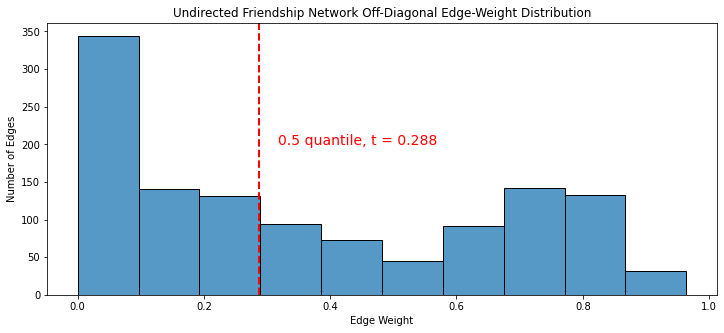 Undirected Friendship Network Off-Diagonal Edge-Weight Distribution
350
300
250
200
150
100
50
0
Number of Edges
0.5 quantile, t = 0.288
0.0 0.2 0.4 0.6 0.8 1.0
Edge Weight